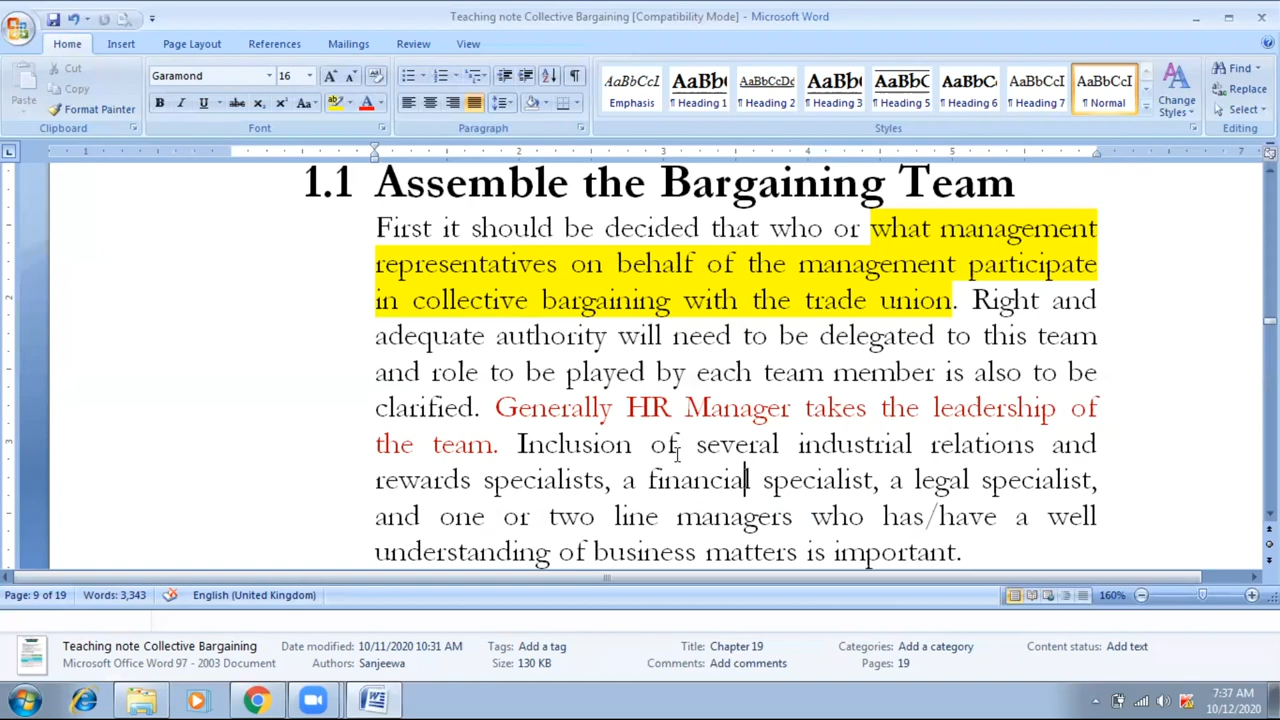 Teaching note Collective Bargaining [Compatibility Mode] - Microsoft Word
Home Insert Page Layout References Mailings Review View
Cut
Copy
Paste
Format Painter
Clipboard
Garamond 16
Font
Paragraph
AaBbCcI AaBbC AaBbCcDc AaBbC AaBbCc AaBbCc AaBbCcI AaBbCcI
Emphasis ¶ Heading 1 ¶ Heading 2 ¶ Heading 3 ¶ Heading 5 ¶ Heading 6 ¶ Heading 7 ¶ Normal
Change Styles
Styles
Find
Replace
Select
Editing
1 2 3 4 5 7
1.1 Assemble the Bargaining Team
First it should be decided that who or what management
representatives on behalf of the management participate
in collective bargaining with the trade union. Right and
adequate authority will need to be delegated to this team
and role to be played by each team member is also to be
clarified. Generally HR Manager takes the leadership of
the team. Inclusion of several industrial relations and
rewards specialists, a financial specialist, a legal specialist,
and one or two line managers who has/have a well
understanding of business matters is important.
Page: 9 of 19 Words: 3,343 English (United Kingdom) 160%
Teaching note Collective Bargaining Date modified: 10/11/2020 10:31 AM Tags: Add a tag Title: Chapter 19 Categories: Add a category Content status: Add text
Microsoft Office Word 97 - 2003 Document Authors: Sanjeewa Size: 130 KB Comments: Add comments Pages: 19
7:37 AM
10/12/2020